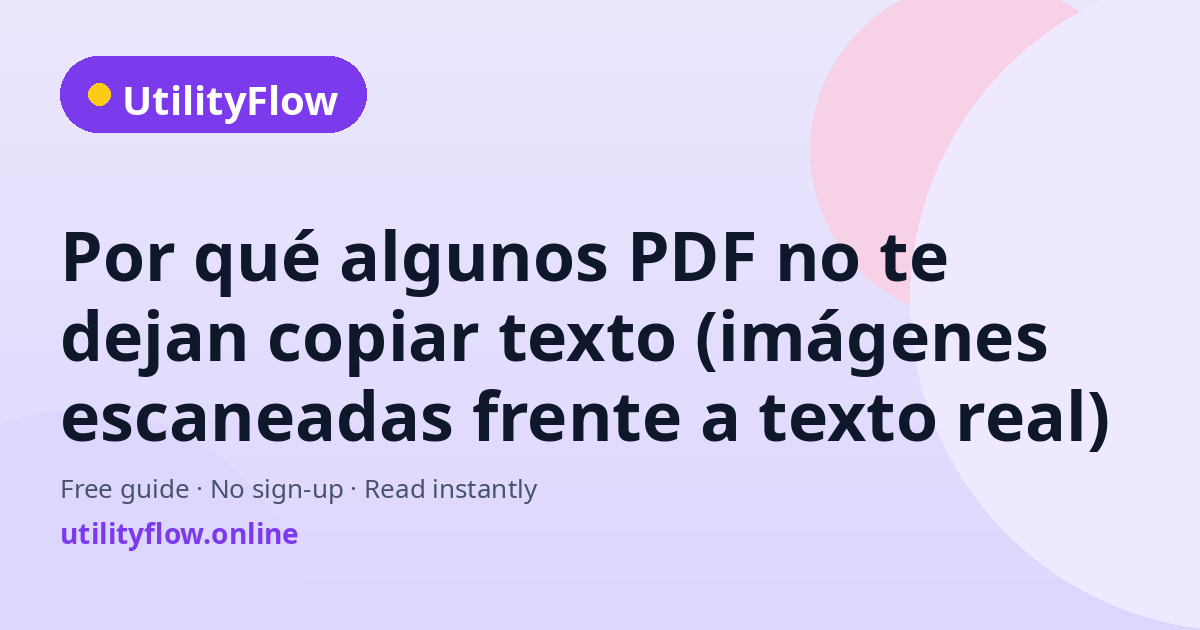 UtilityFlow
Por qué algunos PDF no te
dejan copiar texto (imágenes
escaneadas frente a texto real)
Free guide · No sign-up · Read instantly
utilityflow.online